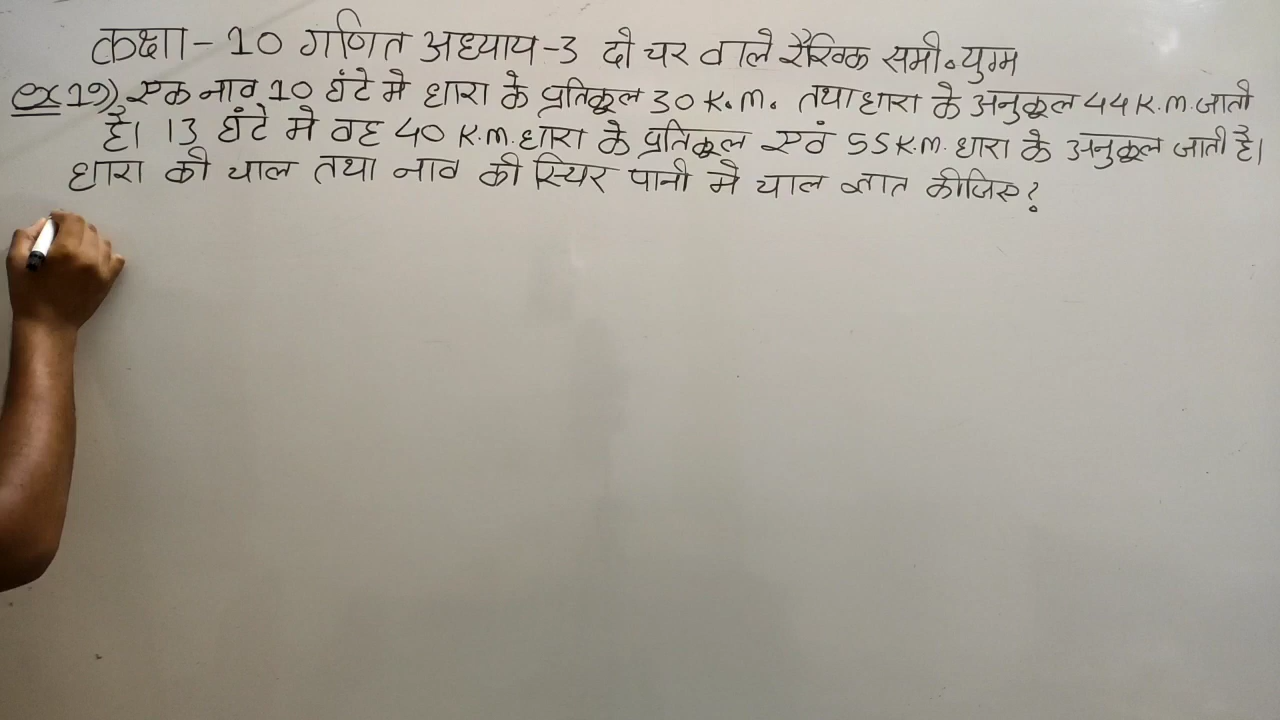 कक्षा - 10 गणित अध्याय -3 दो चर वाले रैखिक समी॰ युग्म
ex 19), एक नाव 10 घंटे मे धारा के प्रतिकूल 30 K.m. तथा धारा के अनुकूल 44 K.m. जाती
है। 13 घंटे मे वह 40 K.m. धारा के प्रतिकूल एवं 55 K.m. धारा के अनुकूल जाती है।
धारा की चाल तथा नाव की स्थिर पानी मे चाल ज्ञात कीजिए?